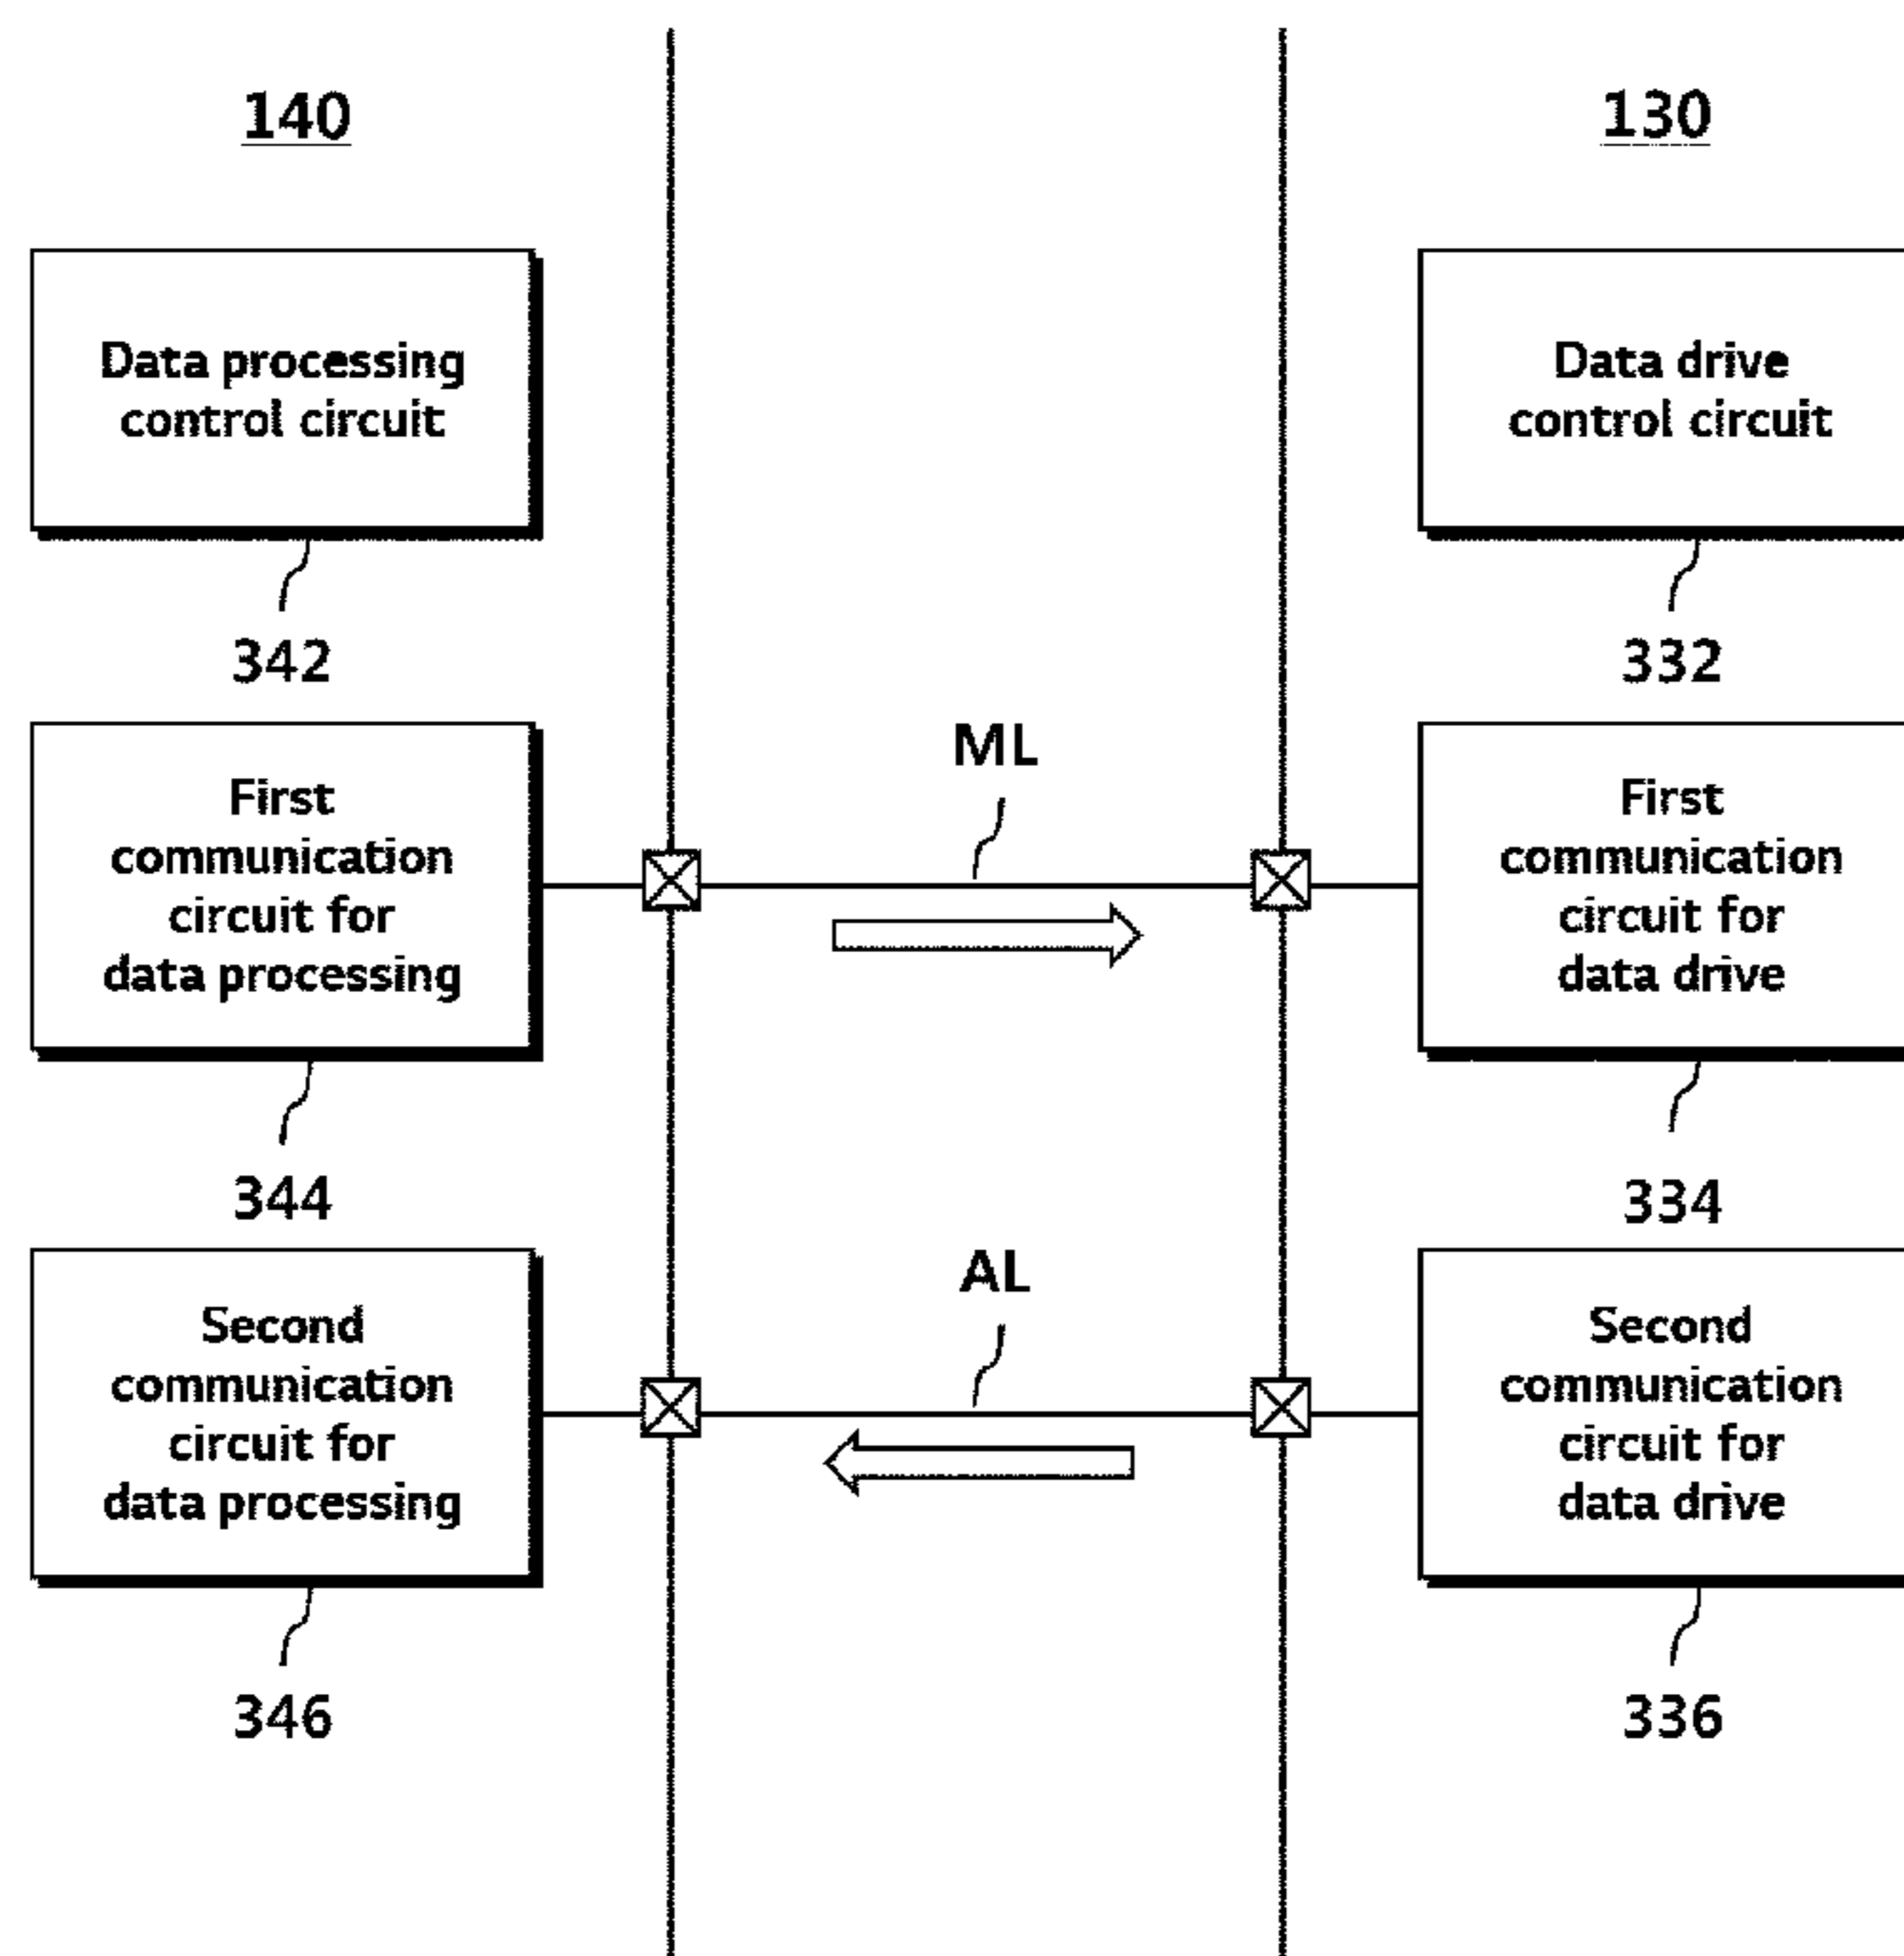 140
130
Data processing
control circuit
Data drive
control circuit
342
332
ML
First
communication
circuit for
data processing
First
communication
circuit for
data drive
344
334
AL
Second
communication
circuit for
data processing
Second
communication
circuit for
data drive
346
336